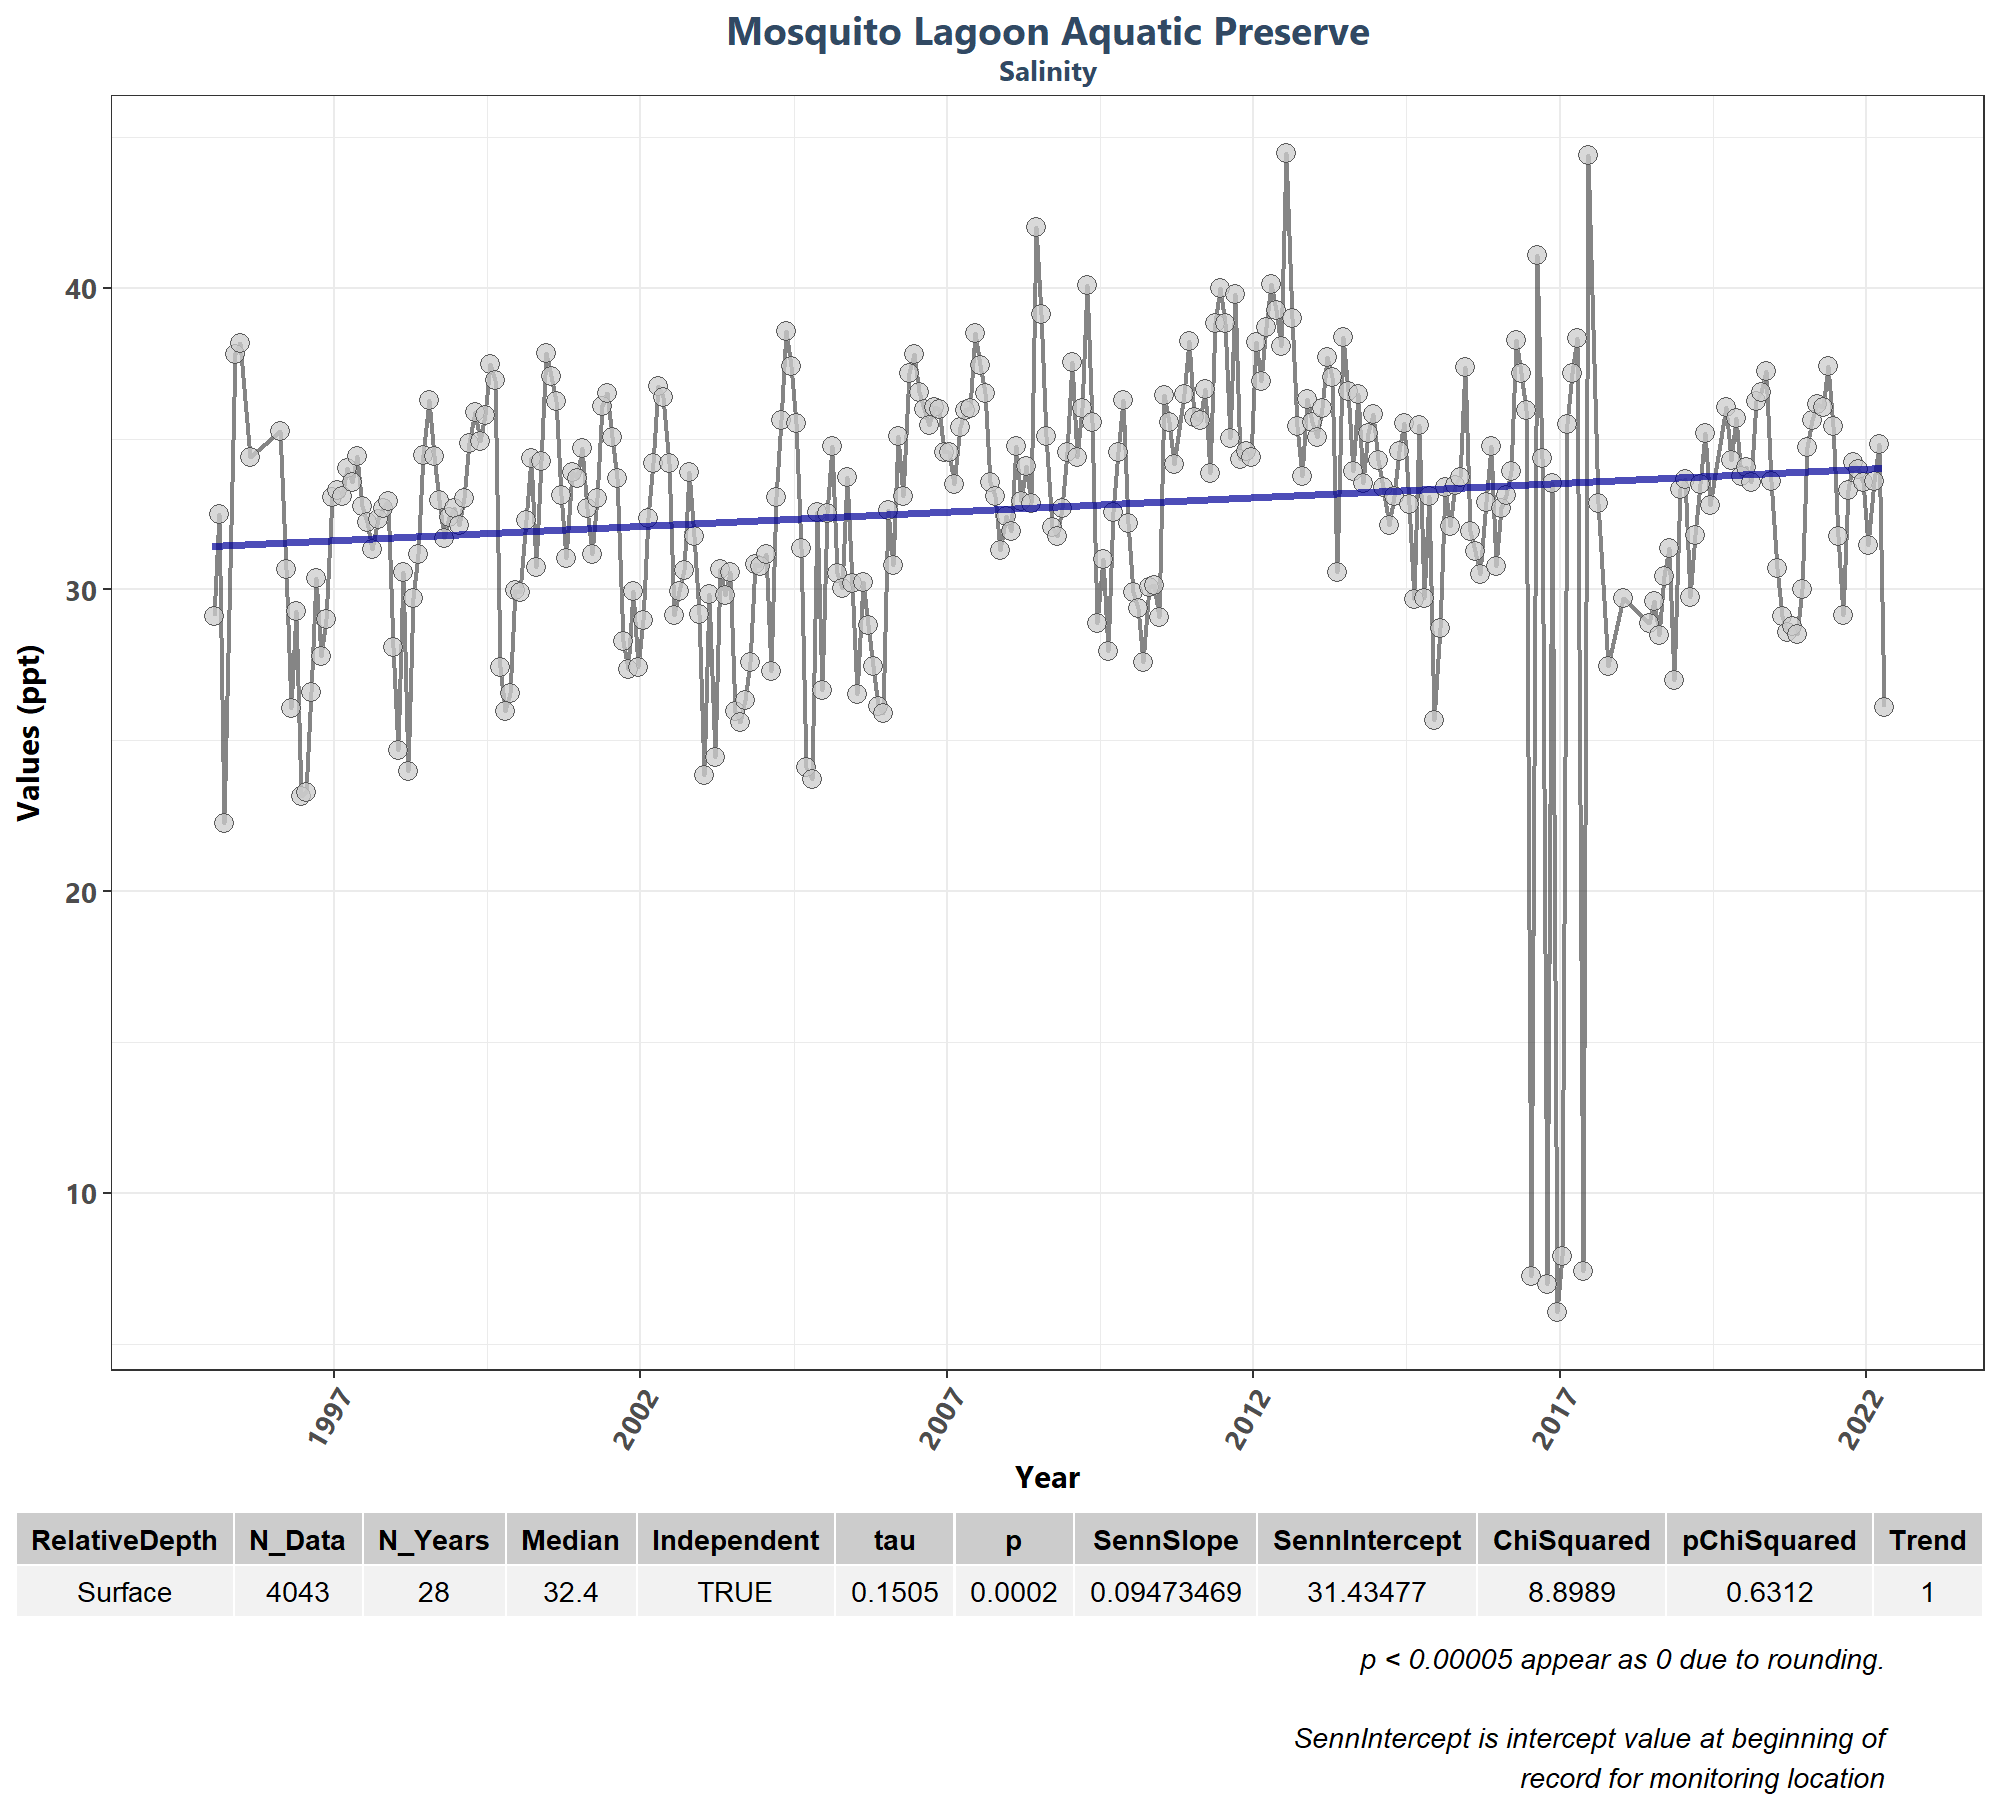 Mosquito Lagoon Aquatic Preserve
Salinity
Values (ppt)
40
30
20
10
1997 2002 2007 2012 2017 2022
Year
RelativeDepth N_Data N_Years Median Independent tau p SennSlope SennIntercept ChiSquared pChiSquared Trend
Surface 4043 28 32.4 TRUE 0.1505 0.0002 0.09473469 31.43477 8.8989 0.6312 1
p < 0.00005 appear as 0 due to rounding.
SennIntercept is intercept value at beginning of
record for monitoring location